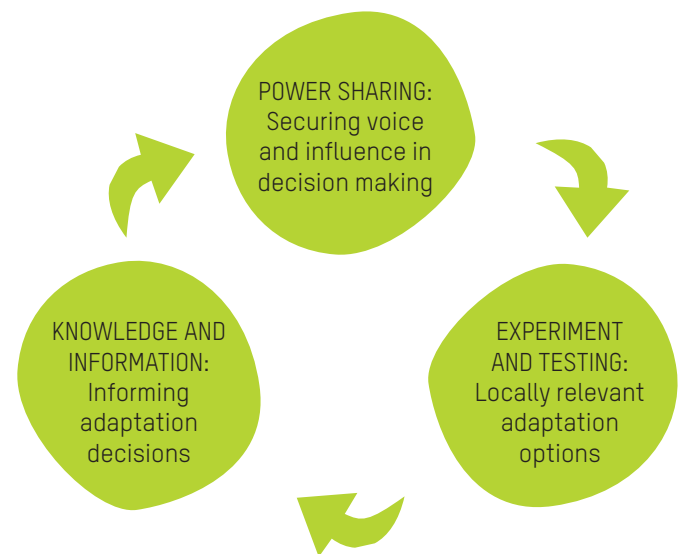 POWER SHARING:
Securing voice
and influence in
decision making
KNOWLEDGE AND
INFORMATION:
Informing
adaptation
decisions
EXPERIMENT
AND TESTING:
Locally relevant
adaptation
options